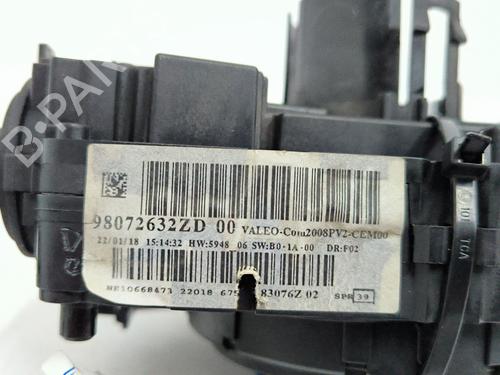 98072632ZD 00 VALEO-Com2008PV2-CEM00
22/01/18 15:14:32 HW:5948 06 SW:B0-1A-00 DR:F02
22018 83076Z 02 SPR 39
B-PARTS